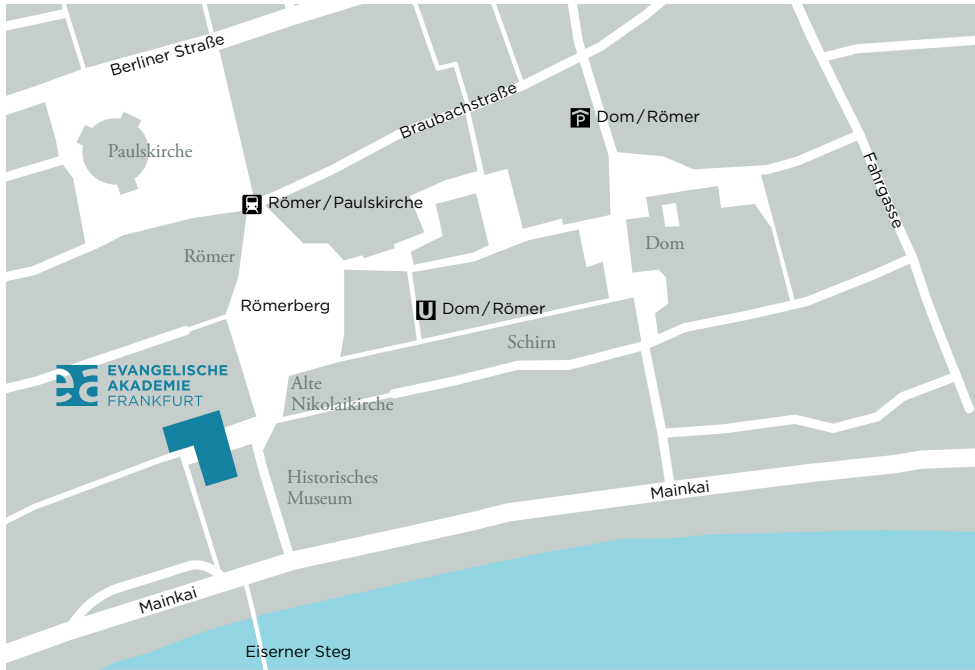 Berliner Straße
Braubachstraße
P
Dom/Römer
Paulskirche
Fahrgasse
Römer/Paulskirche
Römer
Dom
Römerberg
U
Dom/Römer
Schirn
ea
EVANGELISCHE
AKADEMIE
FRANKFURT
Alte
Nikolaikirche
Historisches
Museum
Mainkai
Mainkai
Eiserner Steg